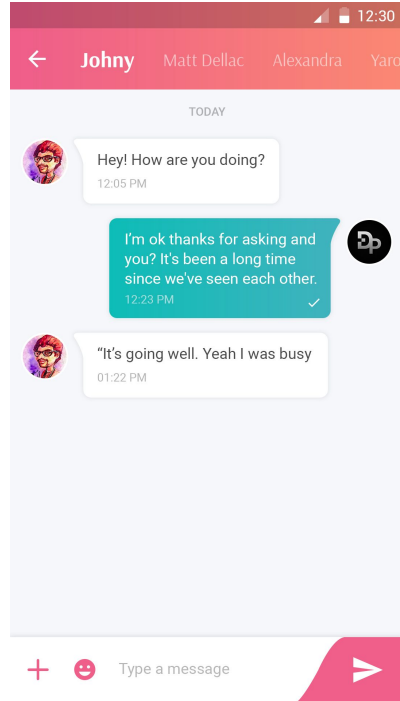 12:30
Johny Matt Dellac Alexandra Yaro
TODAY
Hey! How are you doing?
12:05 PM
I'm ok thanks for asking and
you? It's been a long time
since we've seen each other.
12:23 PM
Dp
“It's going well. Yeah I was busy
01:22 PM
Type a message